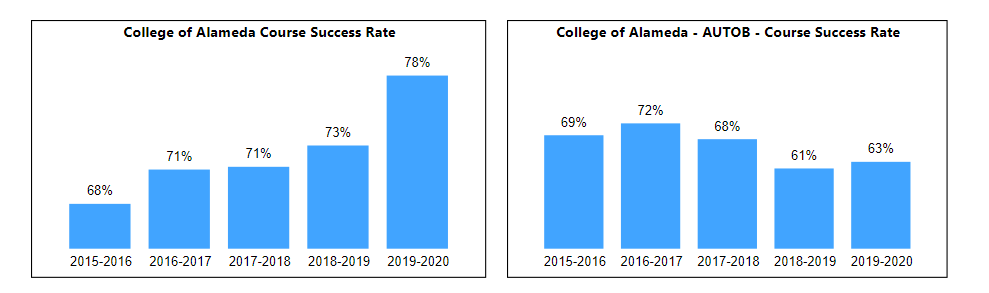 College of Alameda Course Success Rate
78%
73%
71%
71%
68%
2015-2016 2016-2017 2017-2018 2018-2019 2019-2020
College of Alameda - AUTOB - Course Success Rate
72%
69%
68%
63%
61%
2015-2016 2016-2017 2017-2018 2018-2019 2019-2020